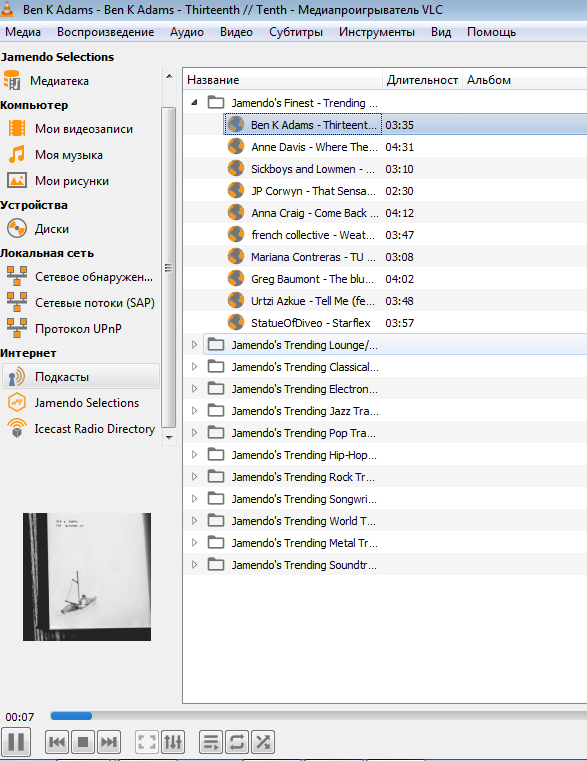 Ben K Adams - Ben K Adams - Thirteenth // Tenth - Медиапроигрыватель VLC
Медиа Воспроизведение Аудио Видео Субтитры Инструменты Вид Помощь
Jamendo Selections
Медиатека
Компьютер
Мои видеозаписи
Моя музыка
Мои рисунки
Устройства
Диски
Локальная сеть
Сетевое обнаружен...
Сетевые потоки (SAP)
Протокол UPnP
Интернет
Подкасты
Jamendo Selections
Icecast Radio Directory
Название Длительност Альбом
Jamendo's Finest - Trending ...
Ben K Adams - Thirteent... 03:35
Anne Davis - Where The... 04:31
Sickboys and Lowmen - ... 03:10
JP Corwyn - That Sensa... 02:30
Anna Craig - Come Back ... 04:12
french collective - Weat... 03:47
Mariana Contreras - TU ... 03:08
Greg Baumont - The blu... 04:02
Urtzi Azkue - Tell Me (fe... 03:48
StatueOfDiveo - Starflex 03:57
Jamendo's Trending Lounge/...
Jamendo's Trending Classical...
Jamendo's Trending Electron...
Jamendo's Trending Jazz Tra...
Jamendo's Trending Pop Tra...
Jamendo's Trending Hip-Hop...
Jamendo's Trending Rock Tr...
Jamendo's Trending Songwri...
Jamendo's Trending World T...
Jamendo's Trending Metal Tr...
Jamendo's Trending Soundtr...
00:07